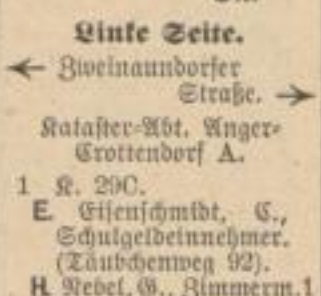 Linke Seite.
← Zweinaundorfer
Straße. →
Kataster-Abt. Anger-
Crottendorf A.
1 K. 29C.
E. Eisenschmidt, C.,
Schulgeldeinnehmer.
(Täubchenweg 92).
H. Nebel, G., Zimmerm. 1